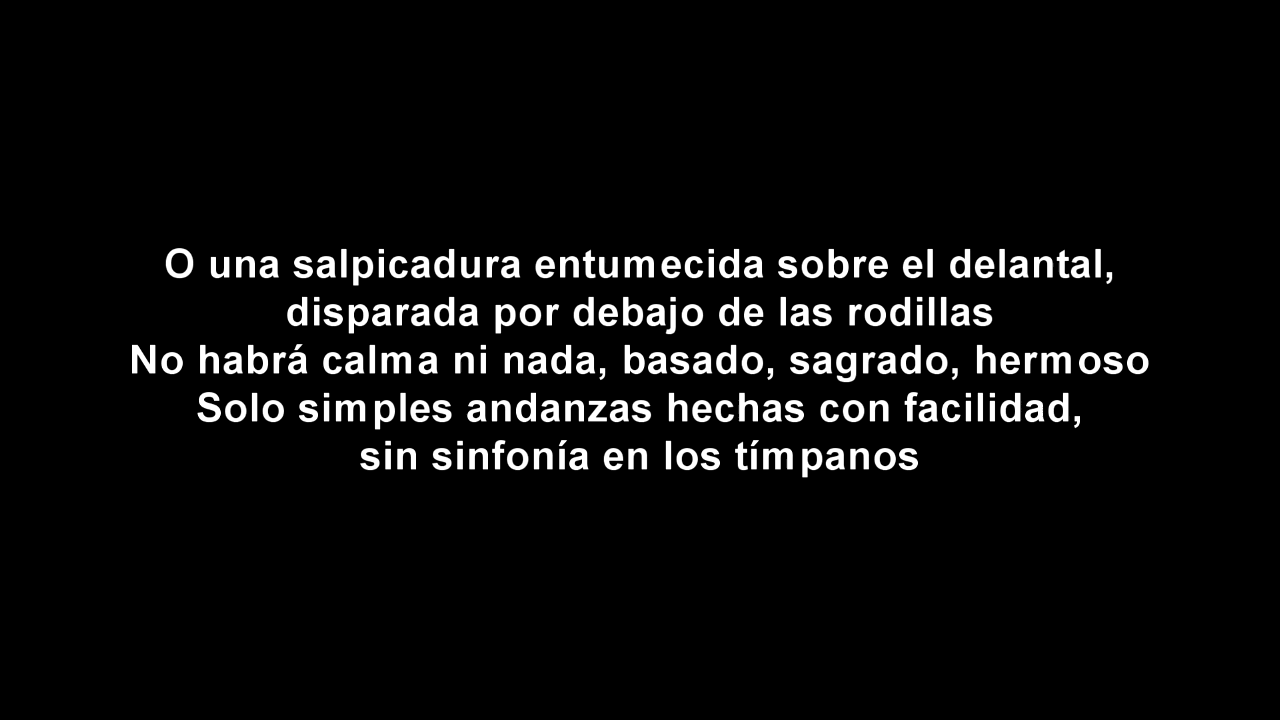 O una salpicadura entumecida sobre el delantal,
disparada por debajo de las rodillas
No habrá calma ni nada, basado, sagrado, hermoso
Solo simples andanzas hechas con facilidad,
sin sinfonía en los tímpanos